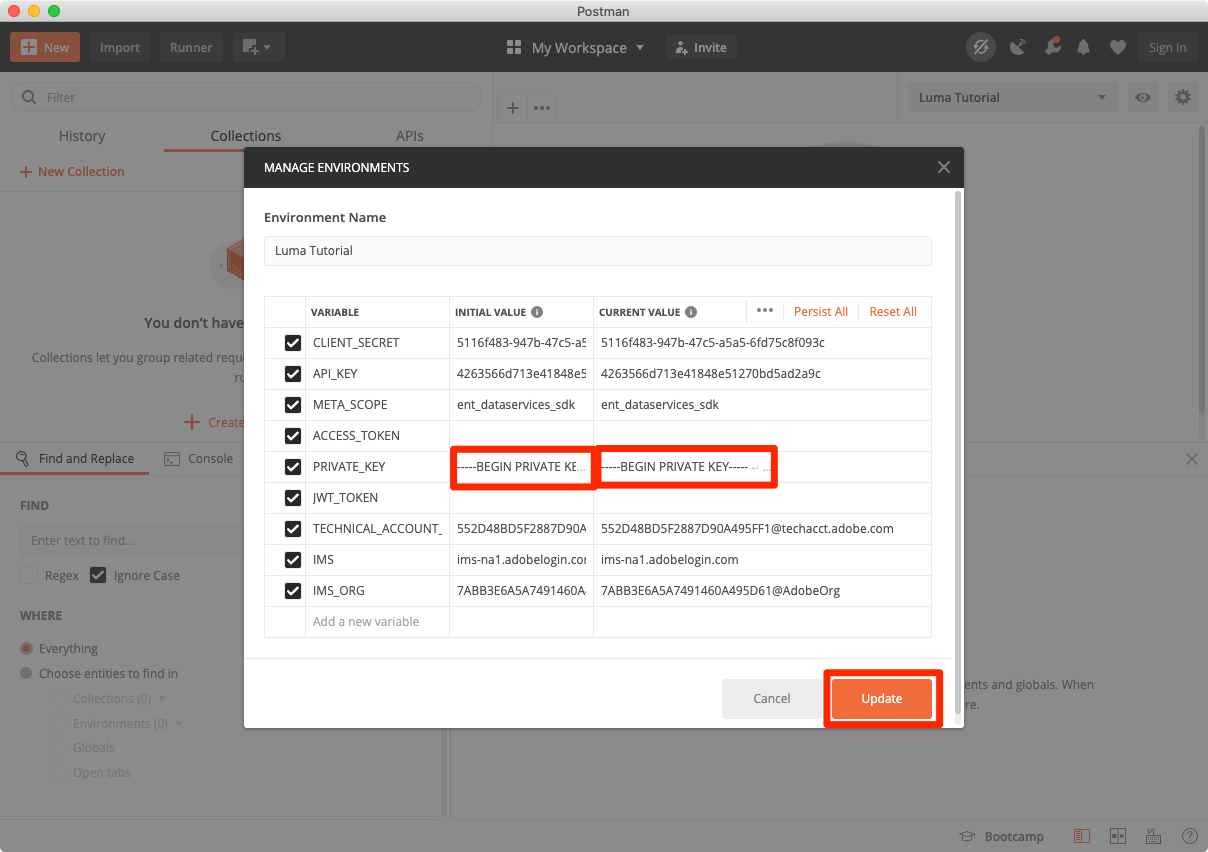 Postman
New Import Runner My Workspace Invite Sign In
Filter Luma Tutorial
History Collections APIs
New Collection
MANAGE ENVIRONMENTS
Environment Name
Luma Tutorial
VARIABLE INITIAL VALUE CURRENT VALUE Persist All Reset All
CLIENT_SECRET 5116f483-947b-47c5-a5 5116f483-947b-47c5-a5a5-6fd75c8f093c
API_KEY 4263566d713e41848e5 4263566d713e41848e51270bd5ad2a9c
META_SCOPE ent_dataservices_sdk ent_dataservices_sdk
ACCESS_TOKEN
PRIVATE_KEY -----BEGIN PRIVATE KE... -----BEGIN PRIVATE KEY----- ↵ ...
JWT_TOKEN
TECHNICAL_ACCOUNT_ 552D48BD5F2887D90A 552D48BD5F2887D90A495FF1@techacct.adobe.com
IMS ims-na1.adobelogin.cor ims-na1.adobelogin.com
IMS_ORG 7ABB3E6A5A7491460A 7ABB3E6A5A7491460A495D61@AdobeOrg
Add a new variable
Cancel Update
You don't have
Collections let you group related reque
ru
Create
Find and Replace Console
FIND
Enter text to find...
Regex Ignore Case
WHERE
Everything
Choose entities to find in
Collections (0)
Environments (0)
Globals
Open tabs
ents and globals. When
re.
Bootcamp